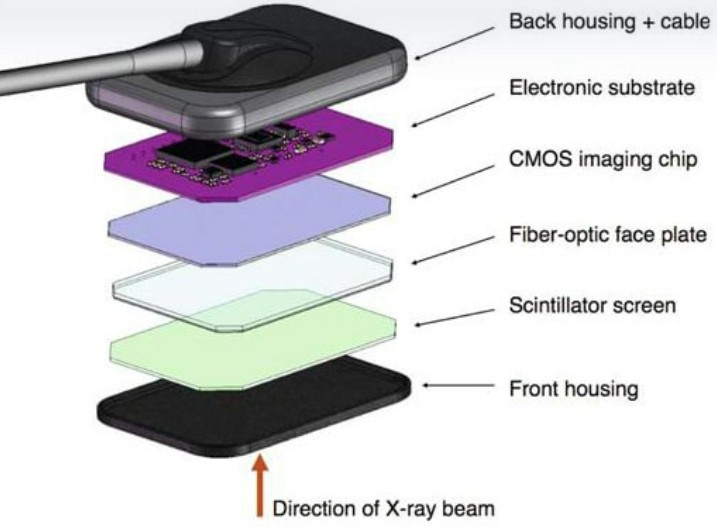 Back housing + cable
Electronic substrate
CMOS imaging chip
Fiber-optic face plate
Scintillator screen
Front housing
Direction of X-ray beam